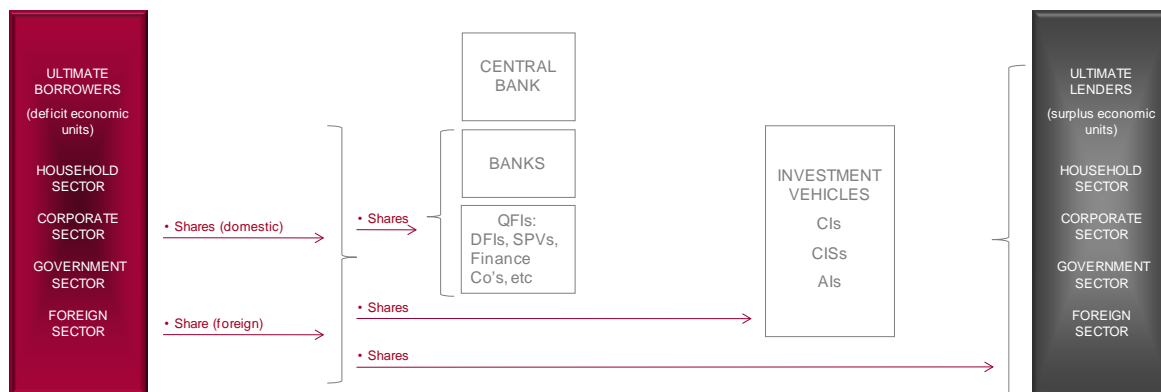 ULTIMATE
BORROWERS
(deficit economic
units)
HOUSEHOLD
SECTOR
CORPORATE
SECTOR
GOVERNMENT
SECTOR
FOREIGN
SECTOR
• Shares (domestic)
• Share (foreign)
• Shares
• Shares
• Shares
CENTRAL
BANK
BANKS
QFIs:
DFIs, SPVs,
Finance
Co's, etc
INVESTMENT
VEHICLES
CIs
CISs
AIs
ULTIMATE
LENDERS
(surplus economic
units)
HOUSEHOLD
SECTOR
CORPORATE
SECTOR
GOVERNMENT
SECTOR
FOREIGN
SECTOR